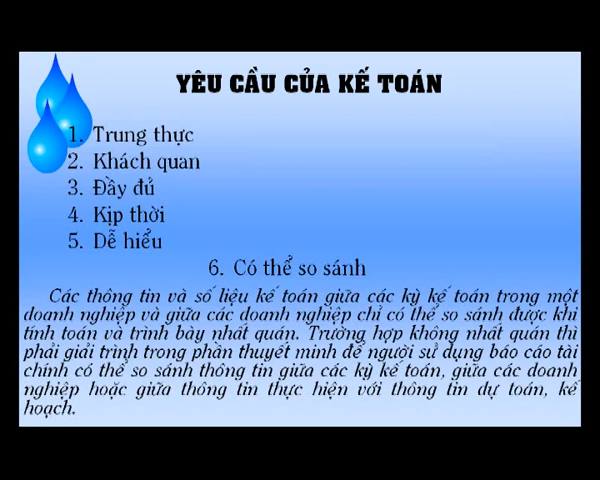 YÊU CẦU CỦA KẾ TOÁN
1. Trung thực
2. Khách quan
3. Đầy đủ
4. Kịp thời
5. Dễ hiểu
6. Có thể so sánh
Các thông tin và số liệu kế toán giữa các kỳ kế toán trong một
doanh nghiệp và giữa các doanh nghiệp chỉ có thể so sánh được khi
tính toán và trình bày nhất quán. Trường hợp không nhất quán thì
phải giải trình trong phần thuyết minh để người sử dụng báo cáo tài
chính có thể so sánh thông tin giữa các kỳ kế toán, giữa các doanh
nghiệp hoặc giữa thông tin thực hiện với thông tin dự toán, kế
hoạch.